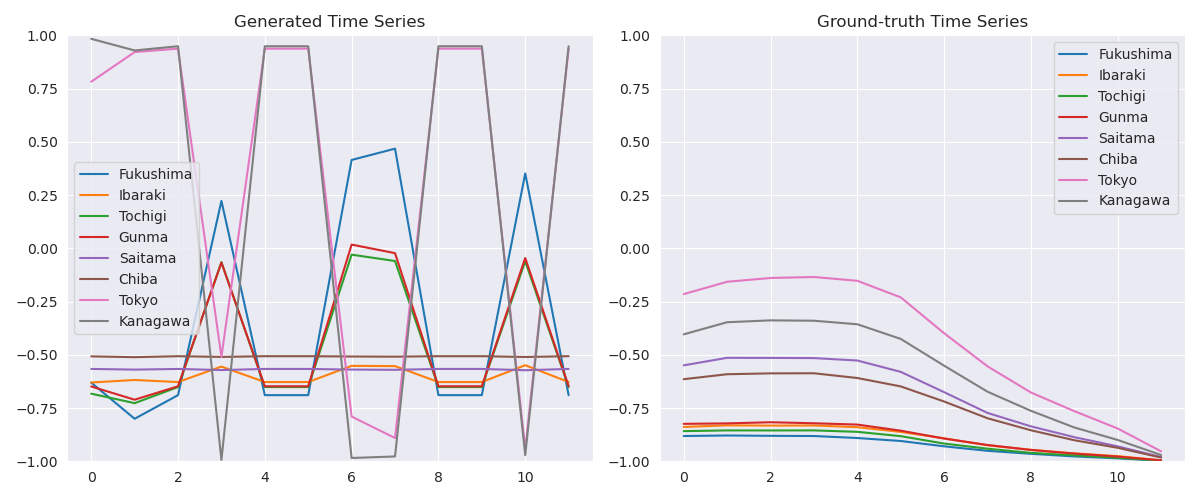 Generated Time Series
1.00
0.75
0.50
0.25
0.00
−0.25
−0.50
−0.75
−1.00
0 2 4 6 8 10
Fukushima
Ibaraki
Tochigi
Gunma
Saitama
Chiba
Tokyo
Kanagawa
Ground-truth Time Series
1.00
0.75
0.50
0.25
0.00
−0.25
−0.50
−0.75
−1.00
0 2 4 6 8 10
Fukushima
Ibaraki
Tochigi
Gunma
Saitama
Chiba
Tokyo
Kanagawa